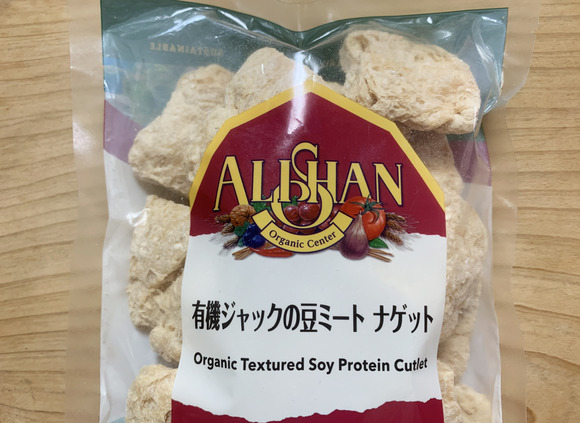 SUSTAINABLE
ALISHAN
Organic Center
有機ジャックの豆ミート ナゲット
Organic Textured Soy Protein Cutlet